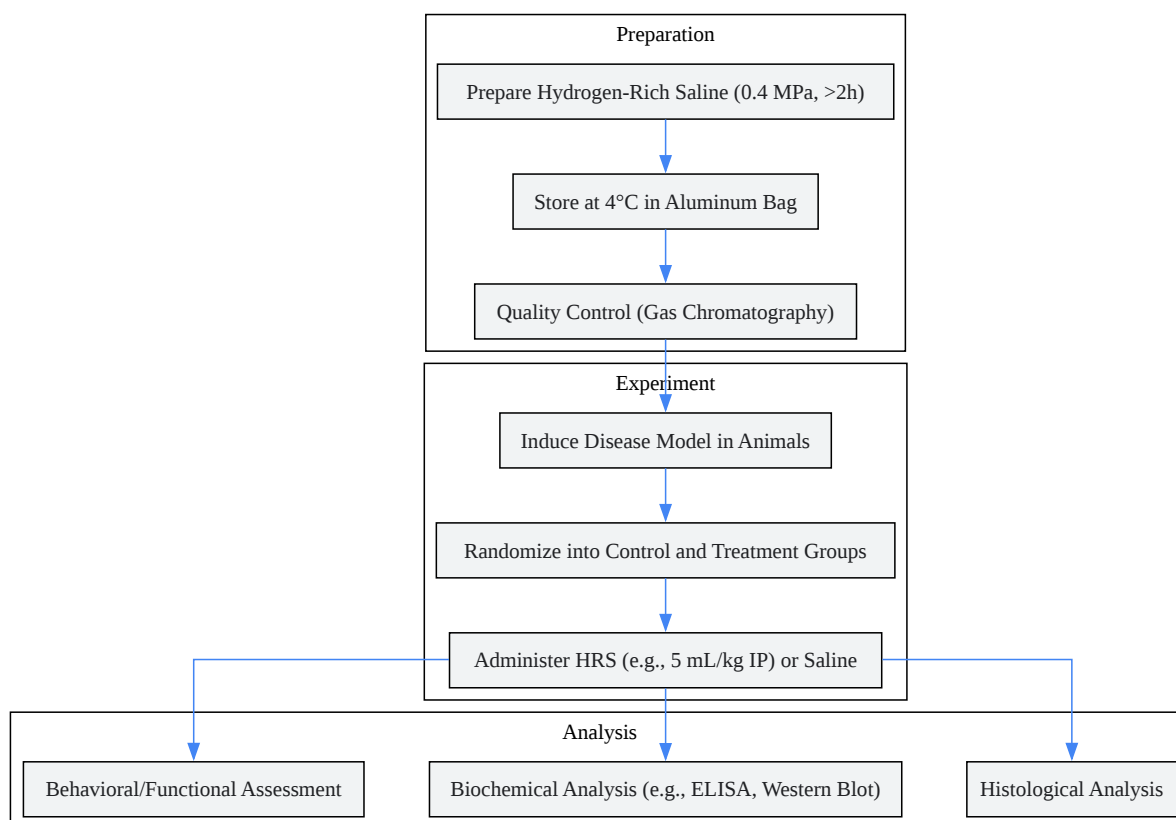 Preparation
Prepare Hydrogen-Rich Saline (0.4 MPa, >2h)
Store at 4°C in Aluminum Bag
Quality Control (Gas Chromatography)
Experiment
Induce Disease Model in Animals
Randomize into Control and Treatment Groups
Administer HRS (e.g., 5 mL/kg IP) or Saline
Analysis
Behavioral/Functional Assessment
Biochemical Analysis (e.g., ELISA, Western Blot)
Histological Analysis